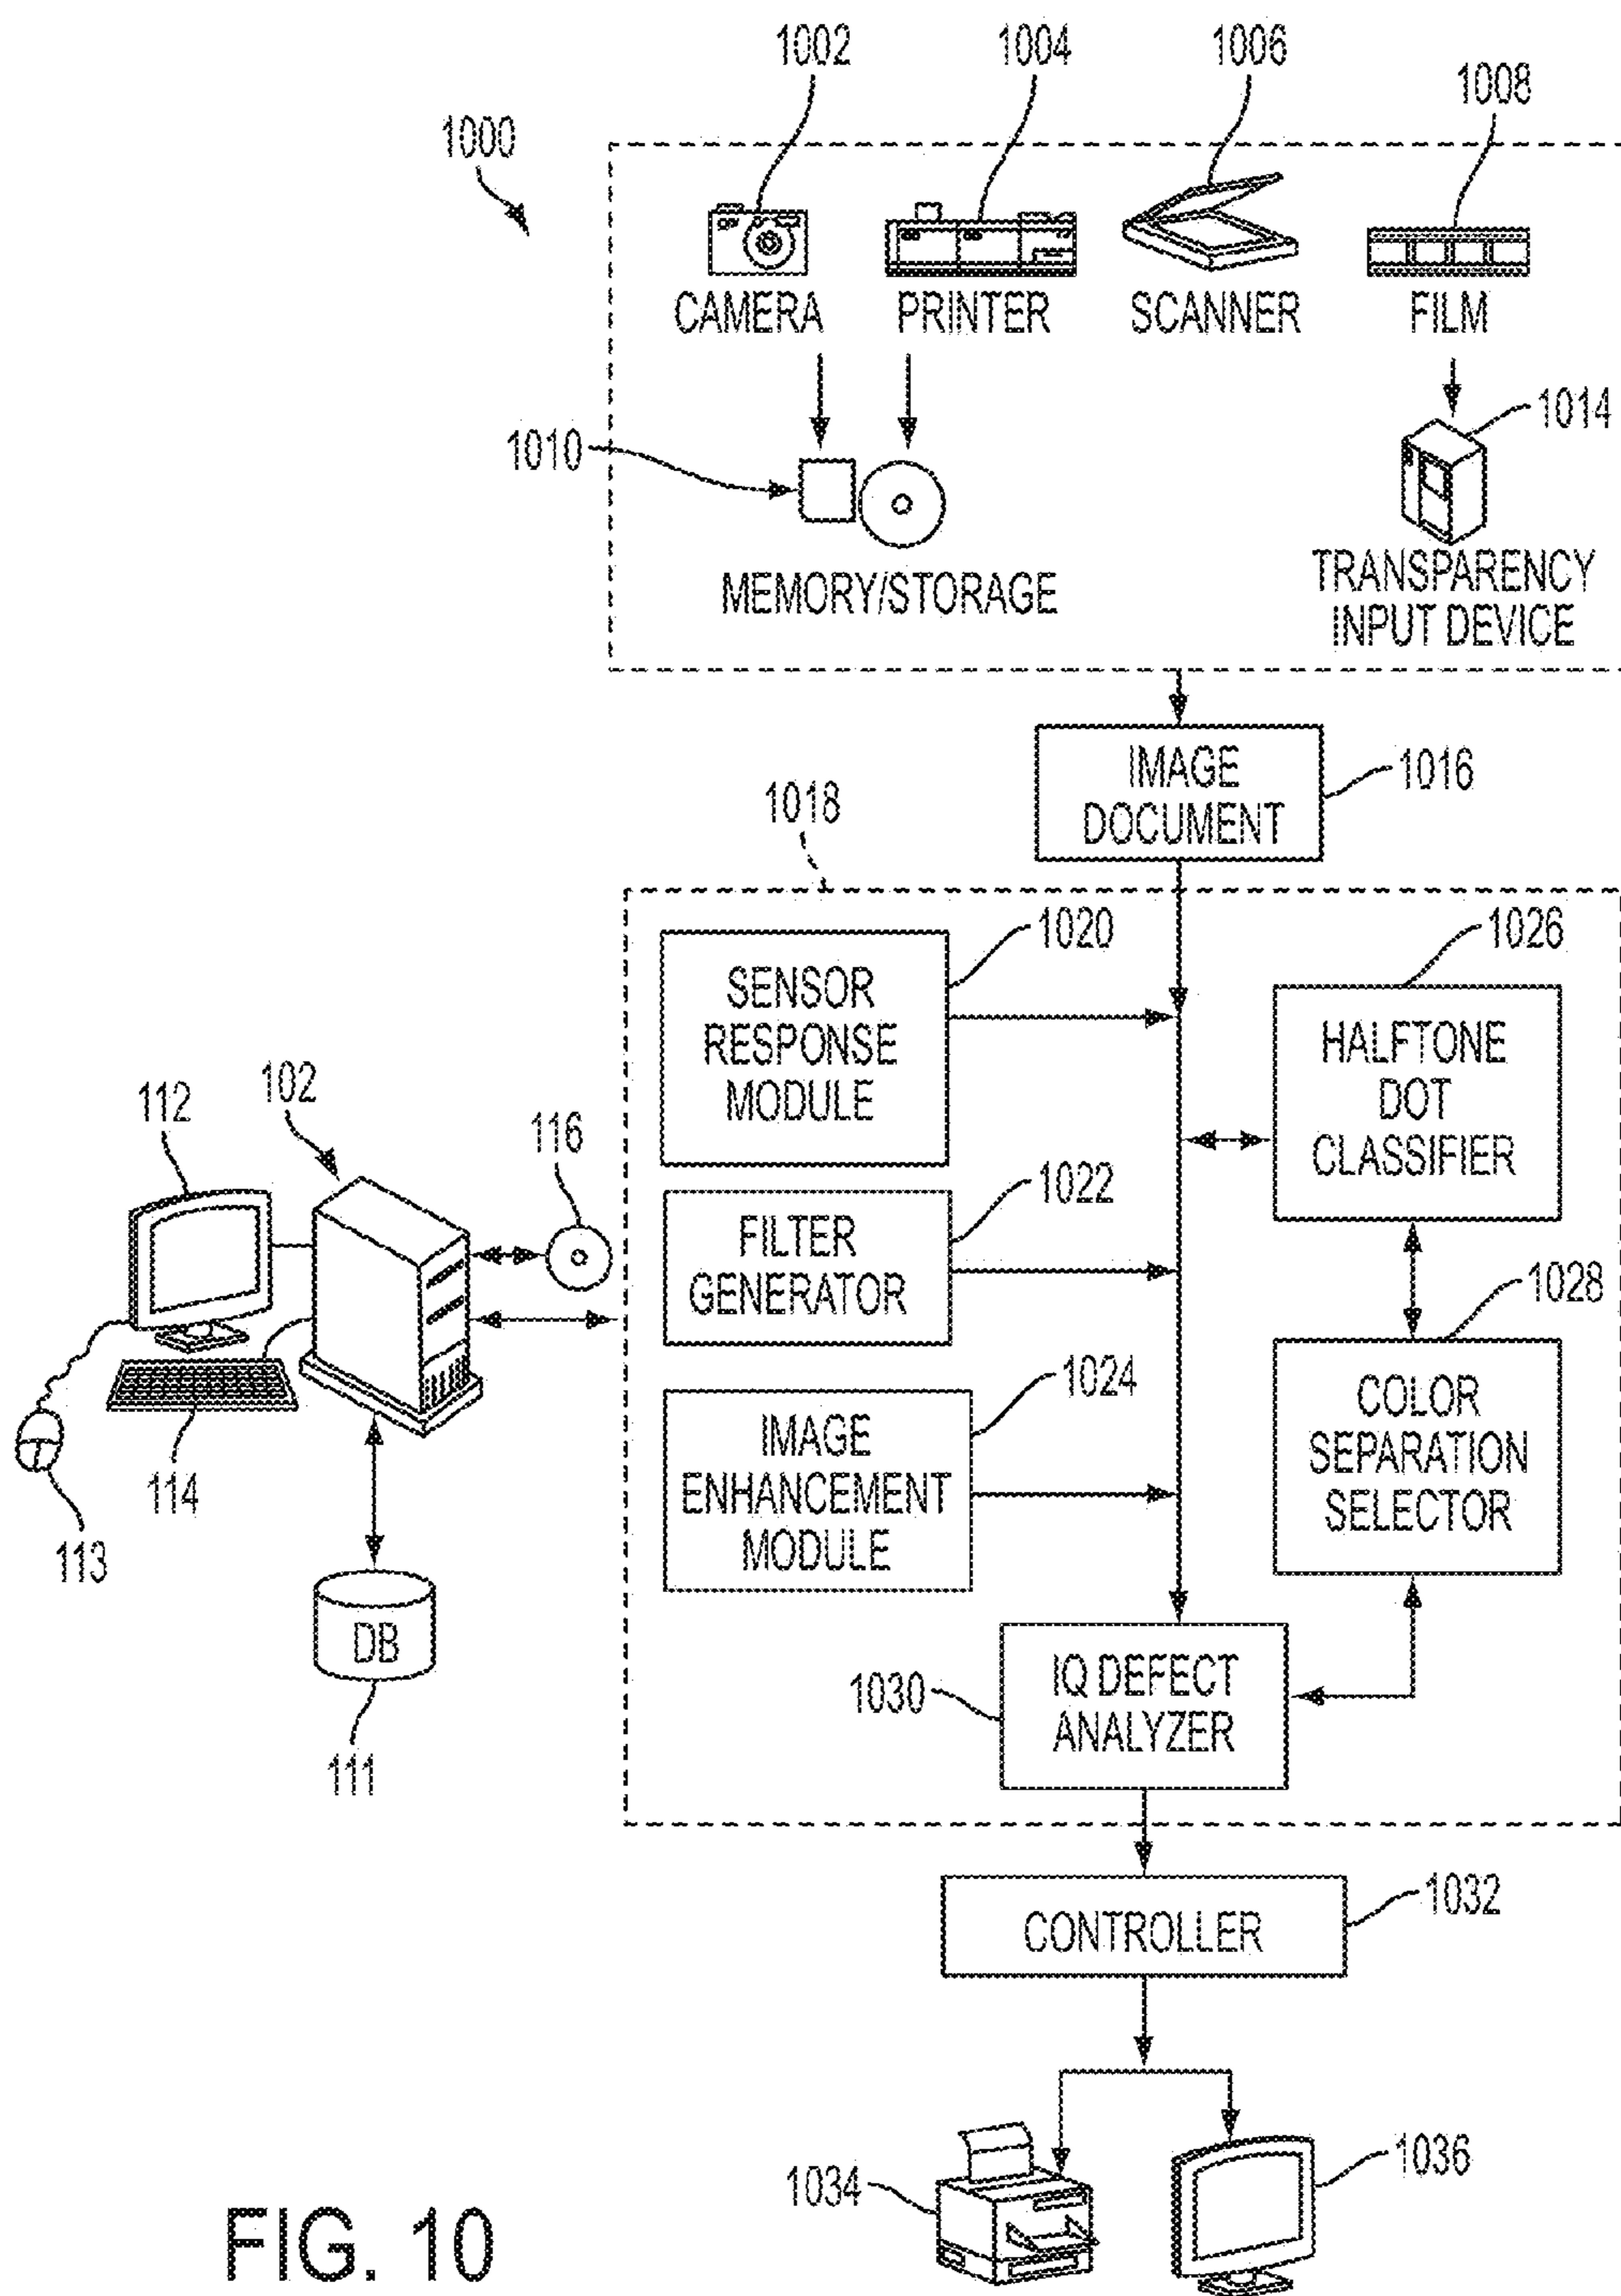 1002
1004
1006
1008
1000
CAMERA
PRINTER
SCANNER
FILM
1010
1014
MEMORY/STORAGE
TRANSPARENCY
INPUT DEVICE
IMAGE
DOCUMENT
1016
1018
SENSOR
RESPONSE
MODULE
1020
1026
HALFTONE
DOT
CLASSIFIER
112
102
116
FILTER
GENERATOR
1022
1028
COLOR
SEPARATION
SELECTOR
IMAGE
ENHANCEMENT
MODULE
1024
114
113
DB
111
1030
IQ DEFECT
ANALYZER
CONTROLLER
1032
1034
1036
FIG. 10